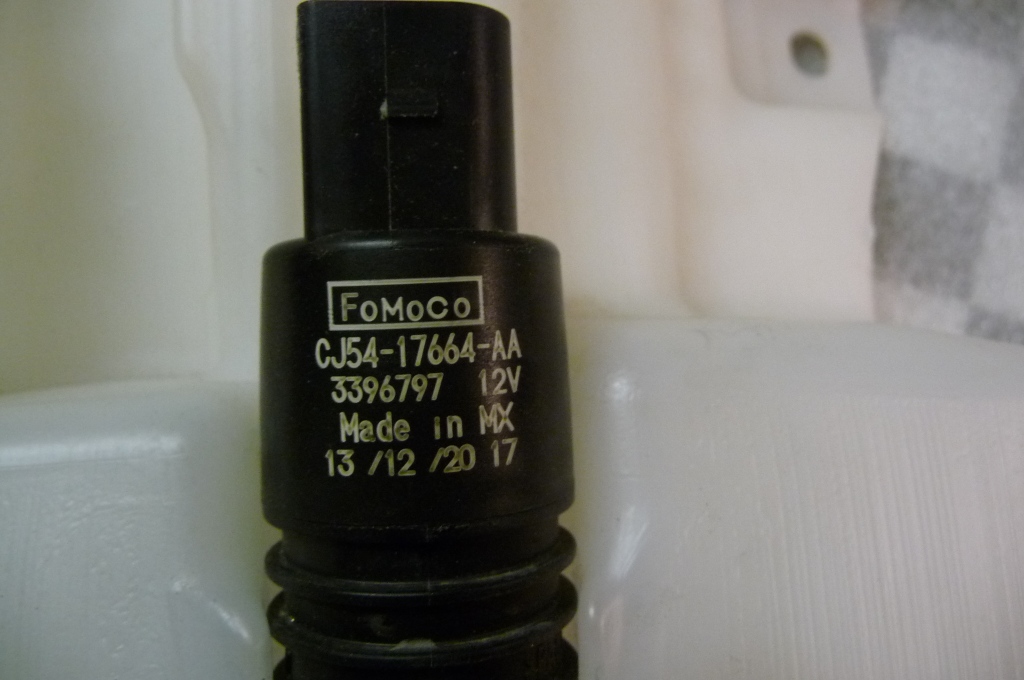 FoMoCo
CJ54-17664-AA
3396797 12V
Made in MX
13 /12 /20 17